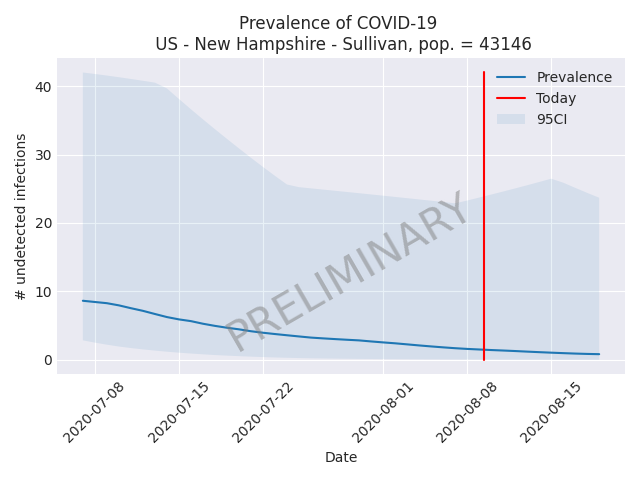 Prevalence of COVID-19
US - New Hampshire - Sullivan, pop. = 43146
Prevalence
Today
95CI
# undetected infections
40
30
20
10
0
PRELIMINARY
2020-07-08
2020-07-15
2020-07-22
2020-08-01
2020-08-08
2020-08-15
Date